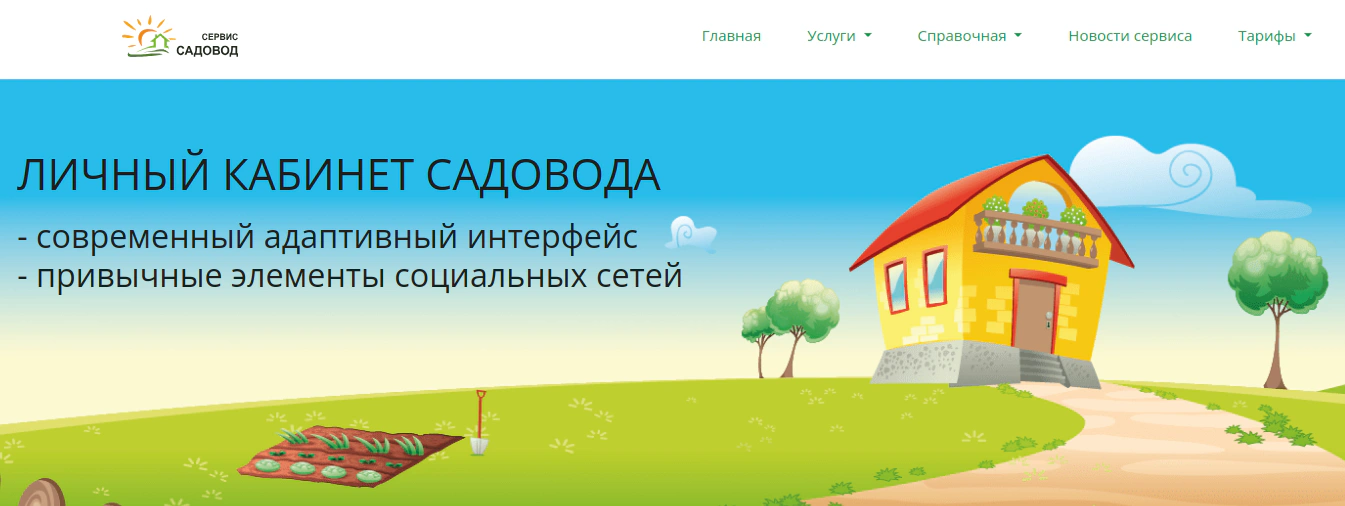 СЕРВИС
САДОВОД
Главная
Услуги
Справочная
Новости сервиса
Тарифы
ЛИЧНЫЙ КАБИНЕТ САДОВОДА
- современный адаптивный интерфейс
- привычные элементы социальных сетей